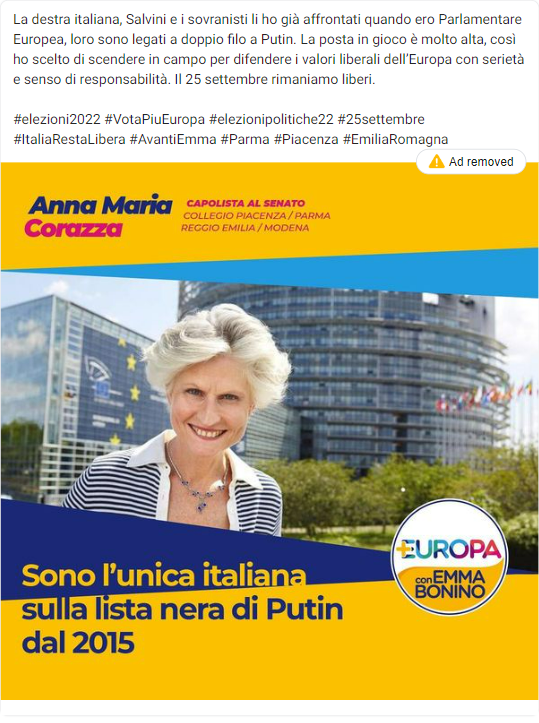 La destra italiana, Salvini e i sovranisti li ho già affrontati quando ero Parlamentare
Europea, loro sono legati a doppio filo a Putin. La posta in gioco è molto alta, così
ho scelto di scendere in campo per difendere i valori liberali dell'Europa con serietà
e senso di responsabilità. Il 25 settembre rimaniamo liberi.
#elezioni2022 #VotaPiuEuropa #elezionipolitiche22 #25settembre
#ItaliaRestaLibera #AvantiEmma #Parma #Piacenza #EmiliaRomagna
Ad removed
Anna Maria
Corazza
CAPOLISTA AL SENATO
COLLEGIO PIACENZA / PARMA
REGGIO EMILIA / MODENA
+EUROPA
con EMMA
BONINO
Sono l'unica italiana
sulla lista nera di Putin
dal 2015